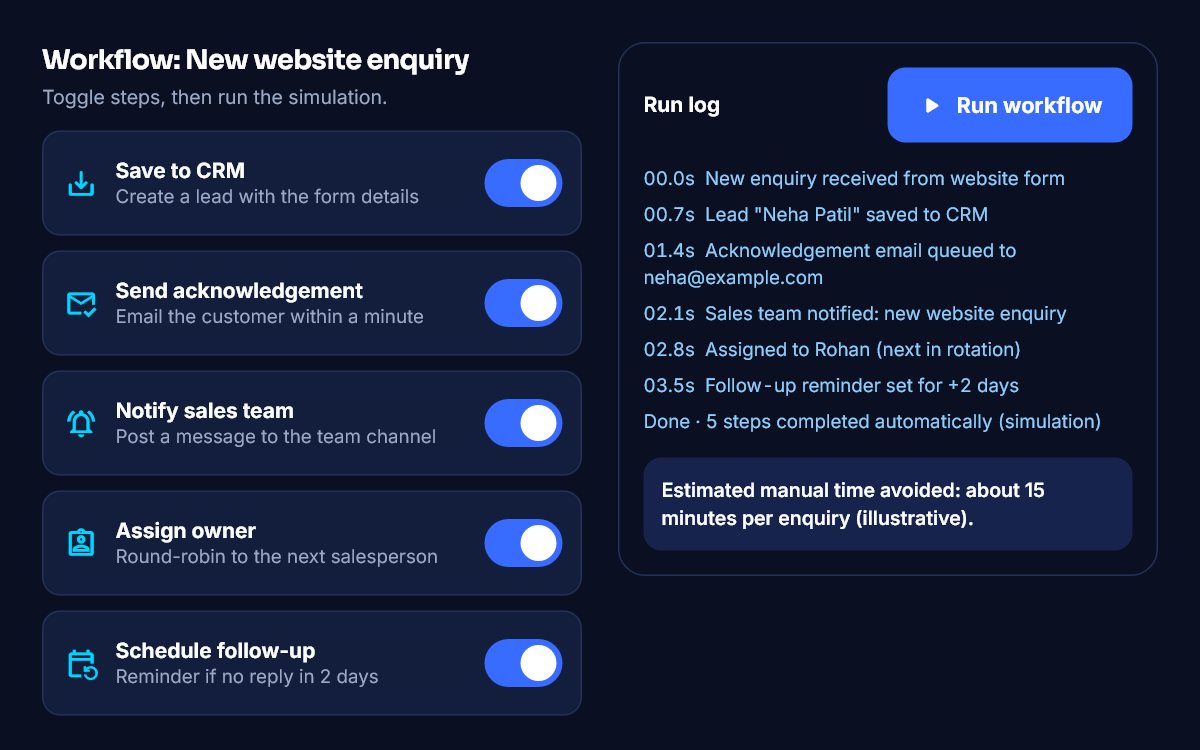 Workflow: New website enquiry
Toggle steps, then run the simulation.
Save to CRM
Create a lead with the form details
Send acknowledgement
Email the customer within a minute
Notify sales team
Post a message to the team channel
Assign owner
Round-robin to the next salesperson
Schedule follow-up
Reminder if no reply in 2 days
Run log
Run workflow
00.0s New enquiry received from website form
00.7s Lead "Neha Patil" saved to CRM
01.4s Acknowledgement email queued to
neha@example.com
02.1s Sales team notified: new website enquiry
02.8s Assigned to Rohan (next in rotation)
03.5s Follow-up reminder set for +2 days
Done · 5 steps completed automatically (simulation)
Estimated manual time avoided: about 15
minutes per enquiry (illustrative).